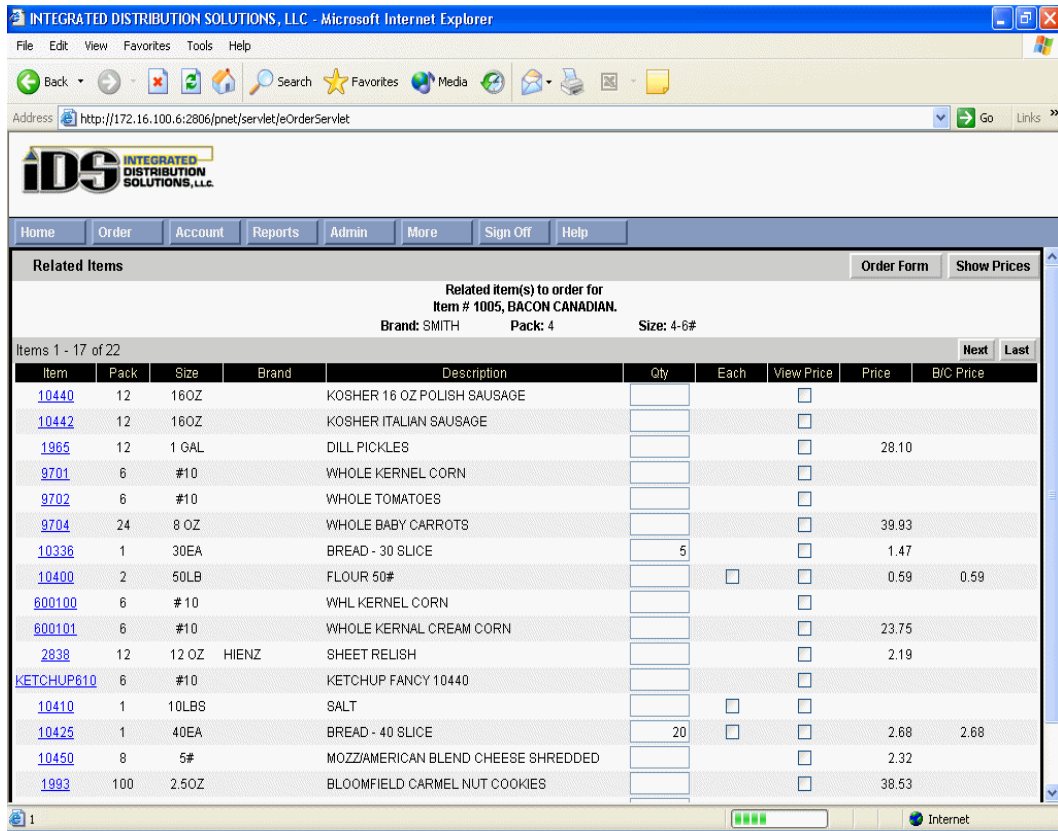 INTEGRATED DISTRIBUTION SOLUTIONS, LLC - Microsoft Internet Explorer
File Edit View Favorites Tools Help
Back Search Favorites Media
Address http://172.16.100.6:2806/pnet/servlet/eOrderServlet Go Links »
iDS INTEGRATED
DISTRIBUTION
SOLUTIONS, LLC.
Home Order Account Reports Admin More Sign Off Help
Related Items Order Form Show Prices
Related item(s) to order for
Item # 1005, BACON CANADIAN.
Brand: SMITH Pack: 4 Size: 4-6#
Items 1 - 17 of 22 Next Last
Item Pack Size Brand Description Qty Each View Price Price B/C Price
10440 12 16OZ KOSHER 16 OZ POLISH SAUSAGE
10442 12 16OZ KOSHER ITALIAN SAUSAGE
1965 12 1 GAL DILL PICKLES 28.10
9701 6 #10 WHOLE KERNEL CORN
9702 6 #10 WHOLE TOMATOES
9704 24 8 OZ WHOLE BABY CARROTS 39.93
10336 1 30EA BREAD - 30 SLICE 5 1.47
10400 2 50LB FLOUR 50# 0.59 0.59
600100 6 # 10 WHL KERNEL CORN
600101 6 #10 WHOLE KERNAL CREAM CORN 23.75
2838 12 12 OZ HIENZ SHEET RELISH 2.19
KETCHUP610 6 #10 KETCHUP FANCY 10440
10410 1 10LBS SALT
10425 1 40EA BREAD - 40 SLICE 20 2.68 2.68
10450 8 5# MOZZ/AMERICAN BLEND CHEESE SHREDDED 2.32
1993 100 2.5OZ BLOOMFIELD CARMEL NUT COOKIES 38.53
1 Internet